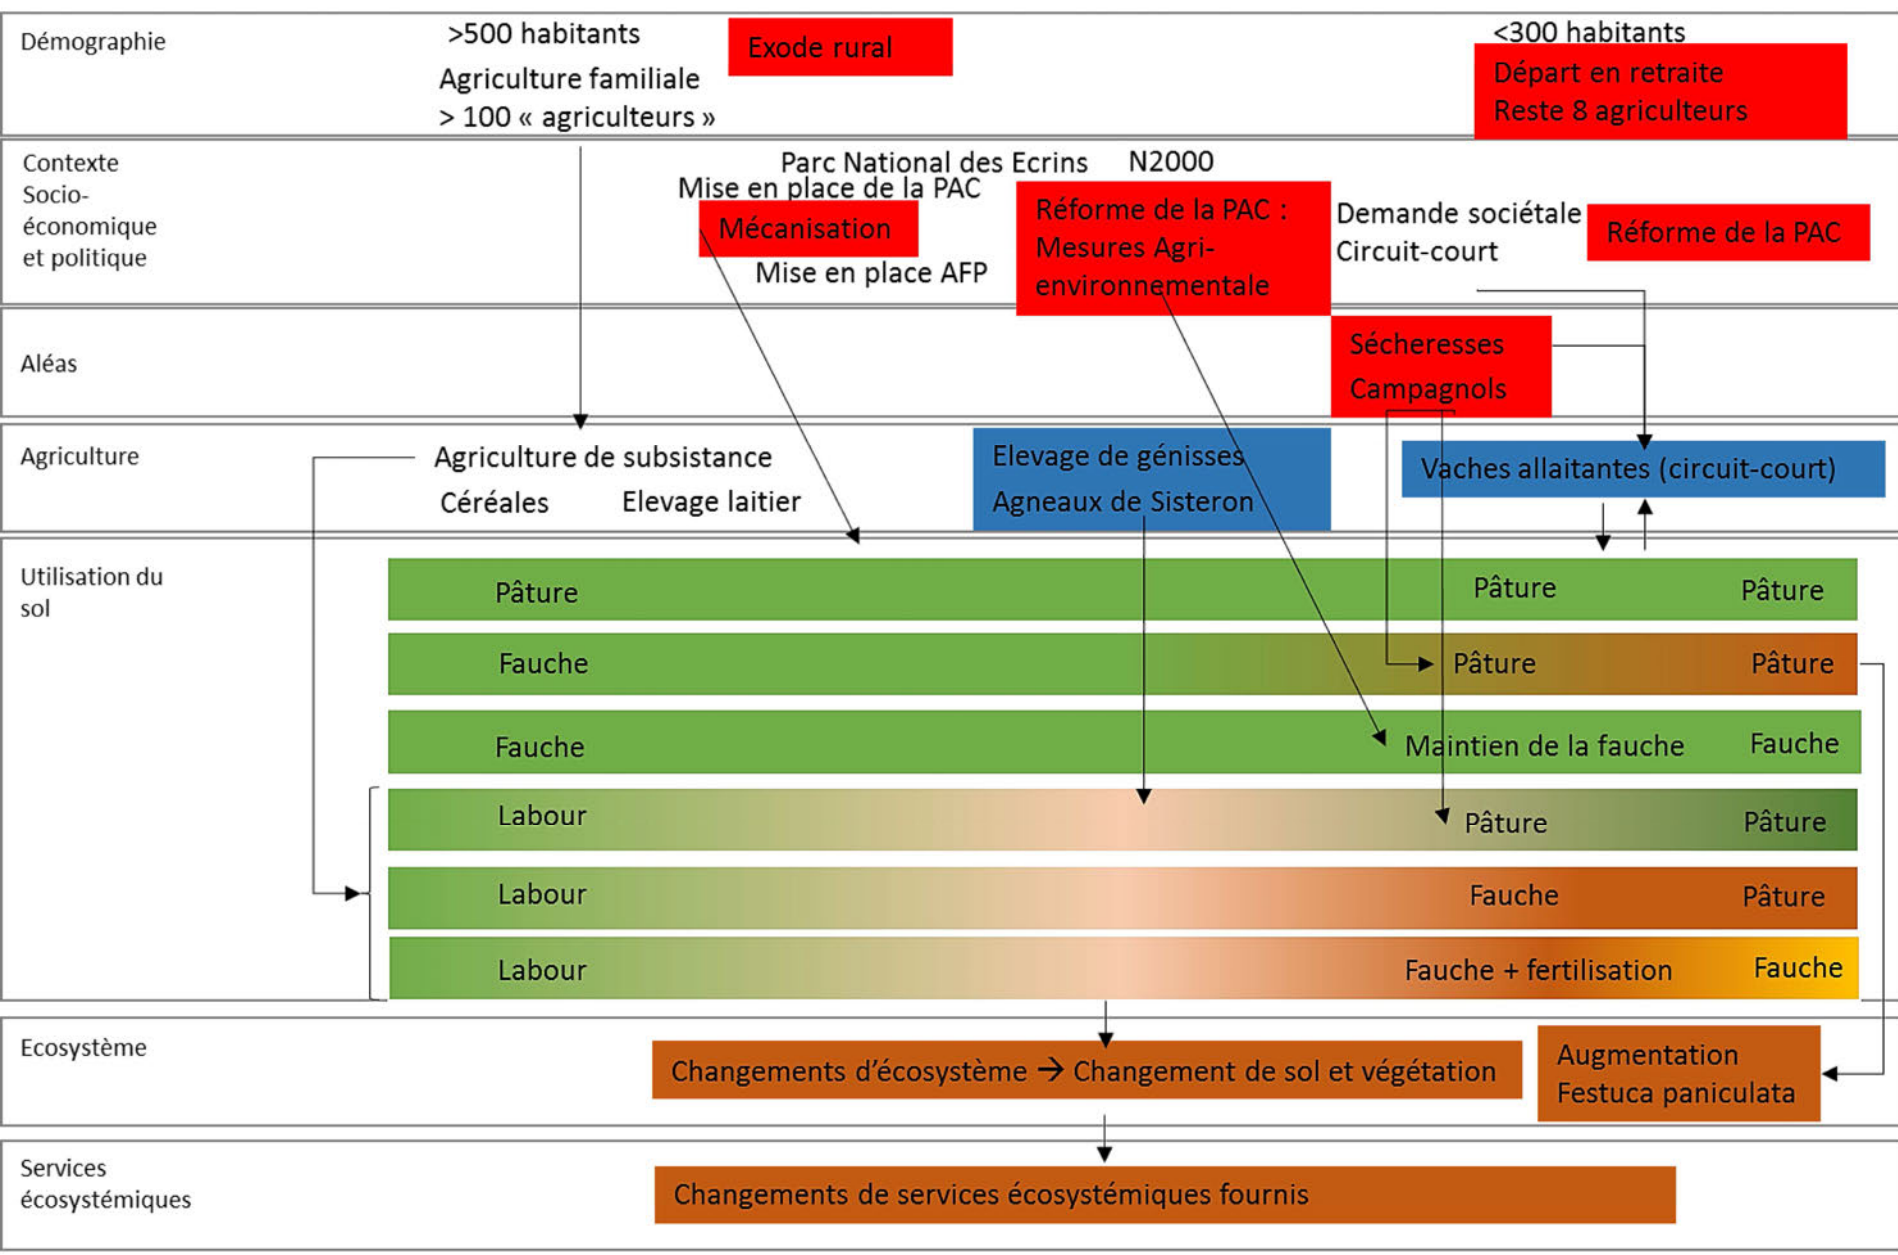 Démographie
>500 habitants
Exode rural
<300 habitants
Agriculture familiale
> 100 « agriculteurs »
Départ en retraite
Reste 8 agriculteurs
Contexte
Socio-
économique
et politique
Parc National des Ecrins
N2000
Mise en place de la PAC
Mécanisation
Mise en place AFP
Réforme de la PAC :
Mesures Agri-
environnementale
Demande sociétale
Circuit-court
Réforme de la PAC
Aléas
Sécheresses
Campagnols
Agriculture
Agriculture de subsistance
Céréales
Elevage laitier
Elevage de génisses
Agneaux de Sisteron
Vaches allaitantes (circuit-court)
Utilisation du
sol
Pâture
Pâture
Pâture
Fauche
Pâture
Pâture
Fauche
Maintien de la fauche
Fauche
Labour
Pâture
Pâture
Labour
Fauche
Pâture
Labour
Fauche + fertilisation
Fauche
Ecosystème
Changements d'écosystème → Changement de sol et végétation
Augmentation
Festuca paniculata
Services
écosystémiques
Changements de services écosystémiques fournis